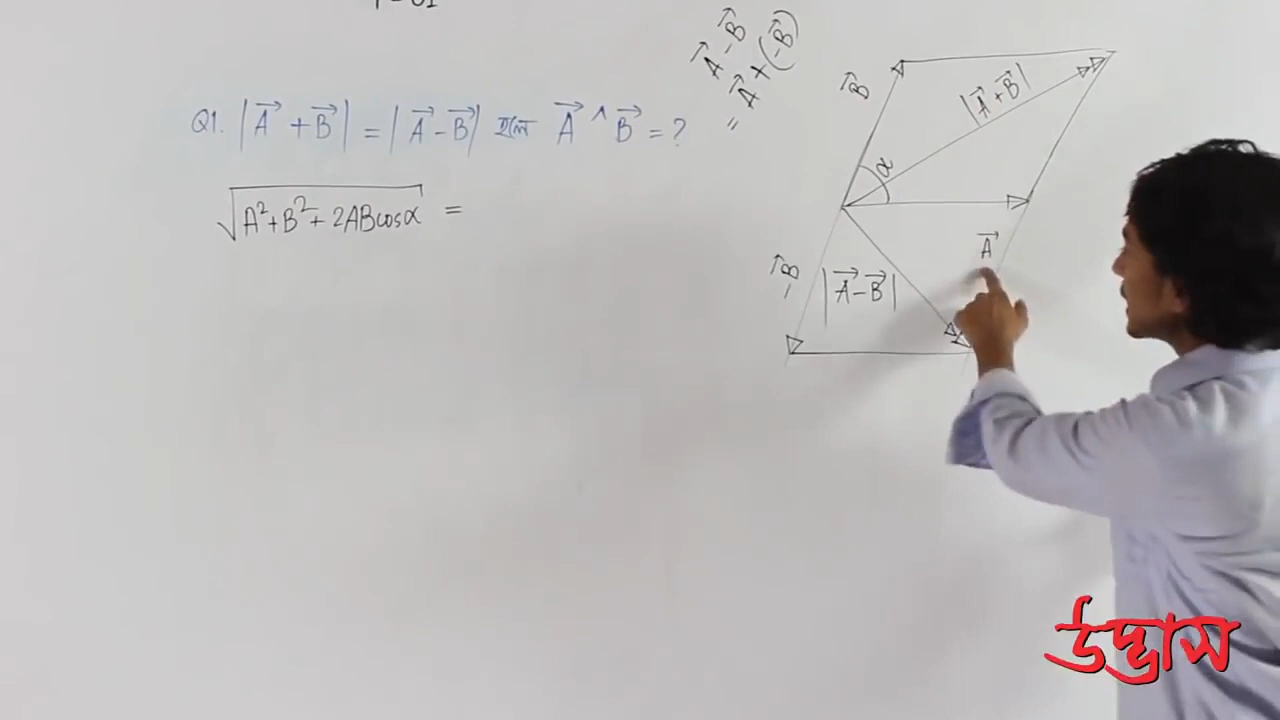 Q1. |A⃗ + B⃗| = |A⃗ - B⃗| হলে A⃗ ^ B⃗ = ?
√(A² + B² + 2ABcosα) =
A⃗ - B⃗
= A⃗ + (-B⃗)
B⃗
|A⃗ + B⃗|
α
A⃗
-B⃗
|A⃗ - B⃗|
উদ্ভাস